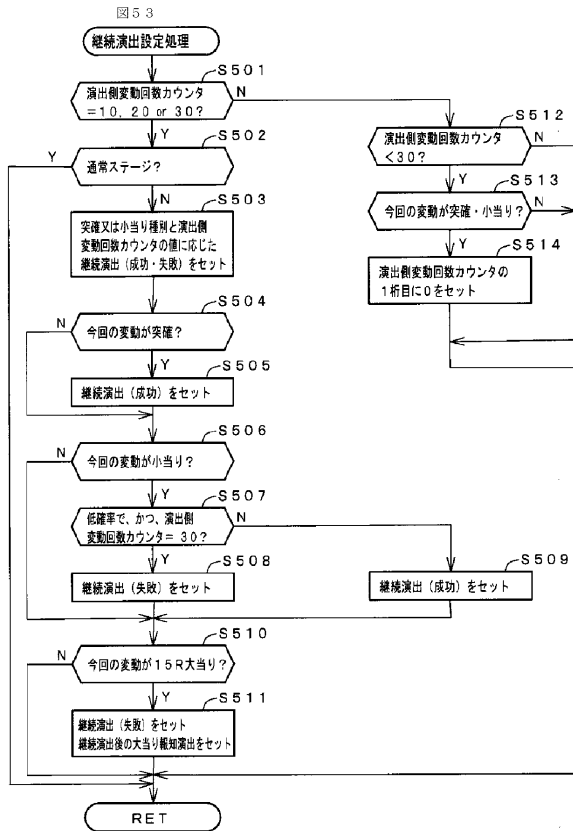 図53
継続演出設定処理
S501
演出側変動回数カウンタ
=10, 20 or 30?
N
Y
S502
Y
通常ステージ?
N
S503
突確又は小当り種別と演出側
変動回数カウンタの値に応じた
継続演出(成功・失敗)をセット
S504
N
今回の変動が突確?
Y
S505
継続演出(成功)をセット
S506
N
今回の変動が小当り?
Y
S507
低確率で、かつ、演出側
変動回数カウンタ=30?
N
Y
S508
継続演出(失敗)をセット
S509
継続演出(成功)をセット
S510
N
今回の変動が15R大当り?
Y
S511
継続演出(失敗)をセット
継続演出後の大当り報知演出をセット
RET
S512
演出側変動回数カウンタ
<30?
N
Y
S513
今回の変動が突確・小当り?
N
Y
S514
演出側変動回数カウンタの
1桁目に0をセット